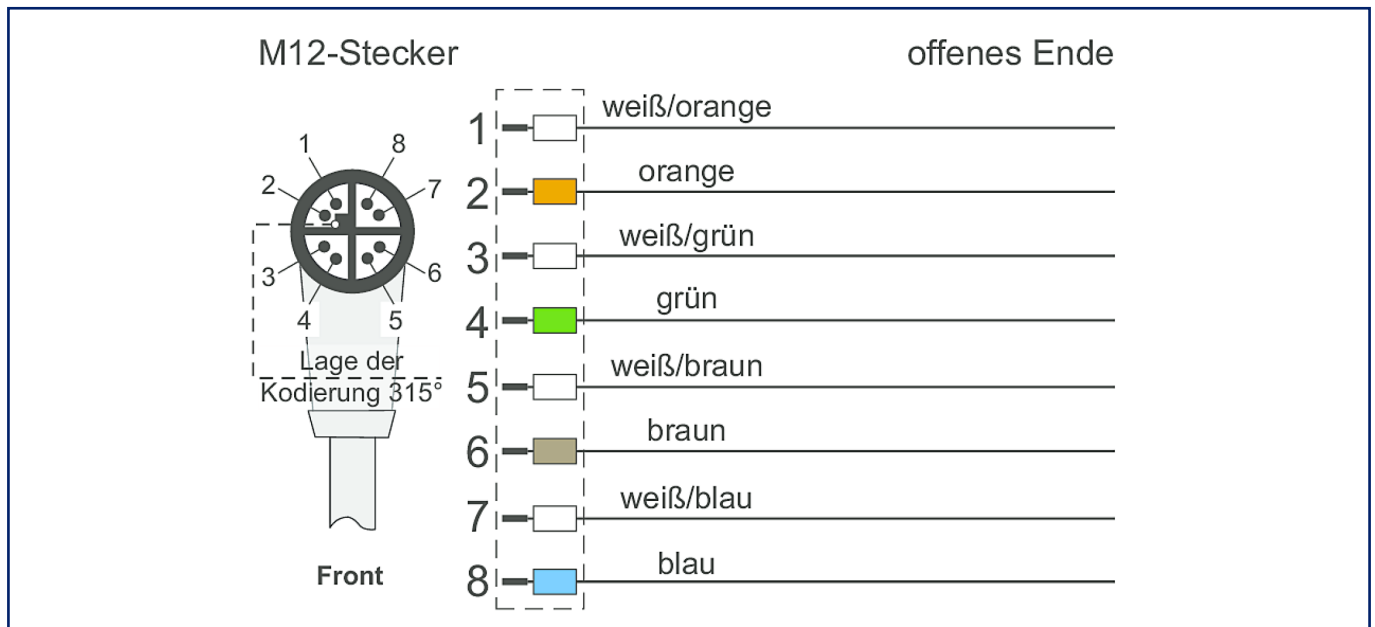 M12-Stecker
offenes Ende
1
8
2
7
3
6
4
5
Lage der
Kodierung 315°
Front
1 weiß/orange
2 orange
3 weiß/grün
4 grün
5 weiß/braun
6 braun
7 weiß/blau
8 blau